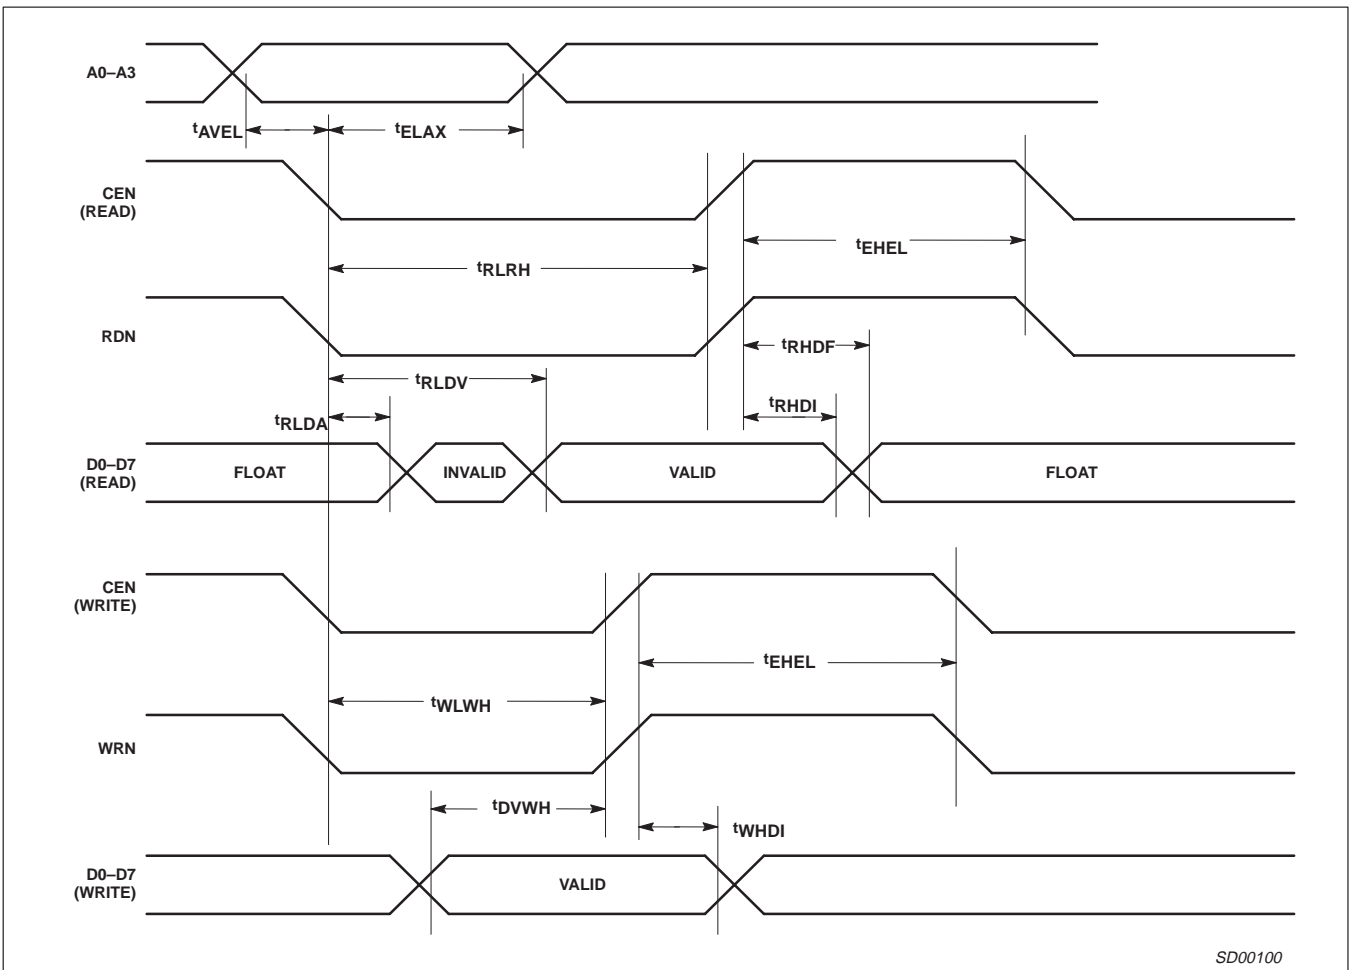 A0–A3
tAVEL
tELAX
CEN
(READ)
tEHEL
tRLRH
RDN
tRHDF
tRLDV
tRHDI
tRLDA
D0–D7
(READ)
FLOAT
INVALID
VALID
FLOAT
CEN
(WRITE)
tEHEL
tWLWH
WRN
tDVWH
tWHDI
D0–D7
(WRITE)
VALID
SD00100